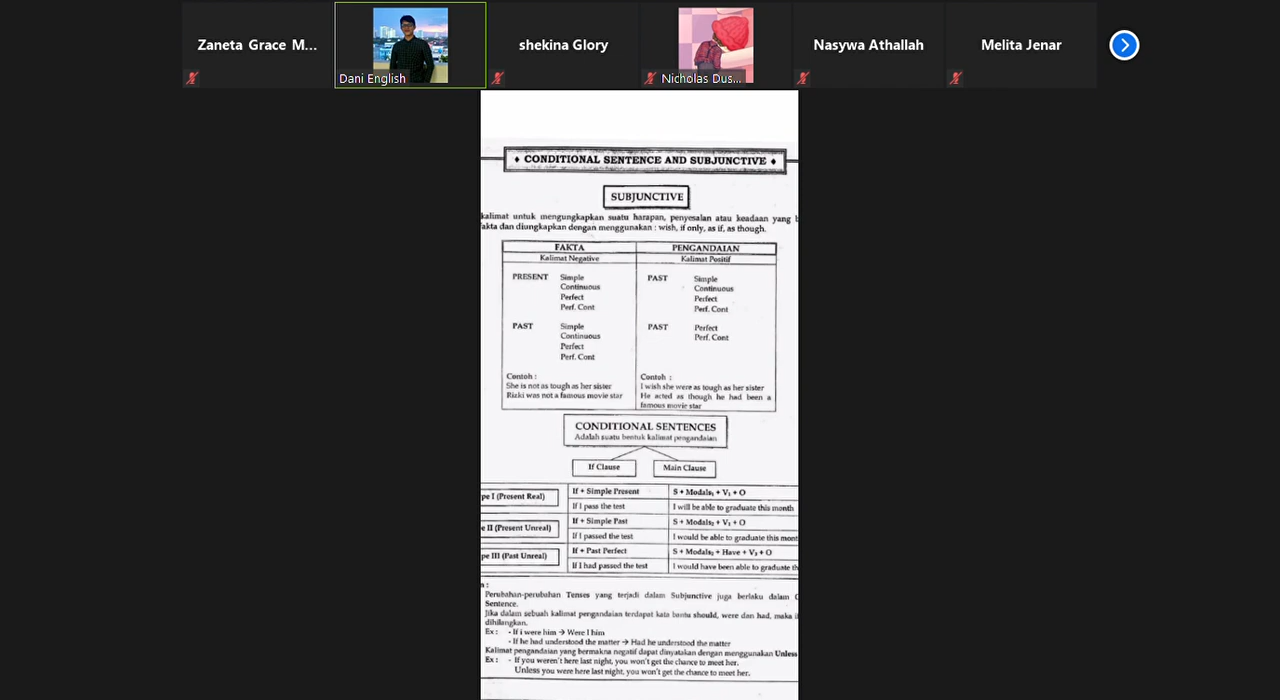 Zaneta Grace M...
Dani English
shekina Glory
Nicholas Dus...
Nasywa Athallah
Melita Jenar
♦ CONDITIONAL SENTENCE AND SUBJUNCTIVE ♦
SUBJUNCTIVE
kalimat untuk mengungkapkan suatu harapan, penyesalan atau keadaan yang
fakta dan diungkapkan dengan menggunakan : wish, if only, as if, as though.
FAKTA PENGANDAIAN
Kalimat Negative Kalimat Positif
PRESENT Simple PAST Simple
Continuous Continuous
Perfect Perfect
Perf. Cont Perf. Cont
PAST Simple PAST Perfect
Continuous Perf. Cont
Perfect
Perf. Cont
Contoh : Contoh :
She is not as tough as her sister I wish she were as tough as her sister
Rizki was not a famous movie star He acted as though he had been a
famous movie star
CONDITIONAL SENTENCES
Adalah suatu bentuk kalimat pengandaian
If Clause Main Clause
pe I (Present Real) If + Simple Present S + Modals₁ + V₁ + O
If I pass the test I will be able to graduate this month
e II (Present Unreal) If + Simple Past S + Modals₂ + V₁ + O
If I passed the test I would be able to graduate this mont
pe III (Past Unreal) If + Past Perfect S + Modals₂ + Have + V₃ + O
If I had passed the test I would have been able to graduate th
Perubahan-perubahan Tenses yang terjadi dalam Subjunctive juga berlaku dalam
Sentence.
Jika dalam sebuah kalimat pengandaian terdapat kata bantu should, were dan had, maka
dihilangkan.
Ex : - If i were him → Were I him
- If he had understood the matter → Had he understood the matter
Kalimat pengandaian yang bermakna negatif dapat dinyatakan dengan menggunakan Unless
Ex : - If you weren't here last night, you won't get the chance to meet her.
Unless you were here last night, you won't get the chance to meet her.